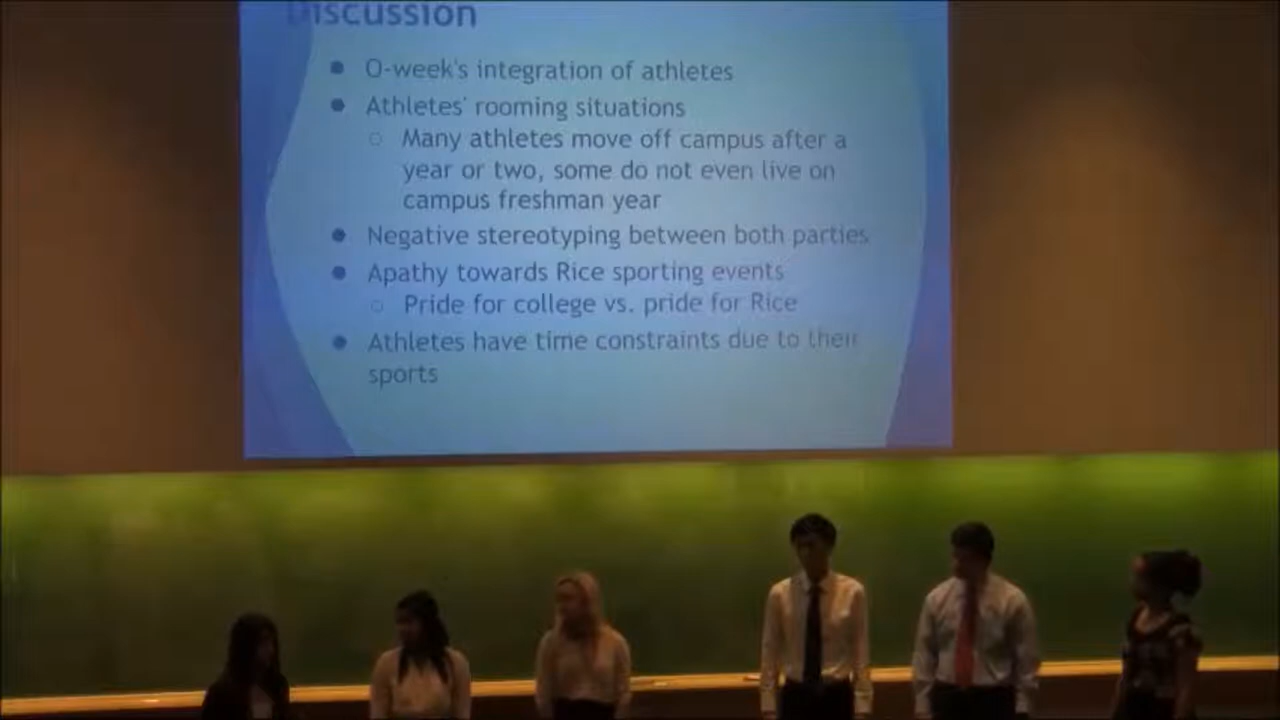 Discussion
● O-week's integration of athletes
● Athletes' rooming situations
○ Many athletes move off campus after a
year or two, some do not even live on
campus freshman year
● Negative stereotyping between both parties
● Apathy towards Rice sporting events
○ Pride for college vs. pride for Rice
● Athletes have time constraints due to their
sports